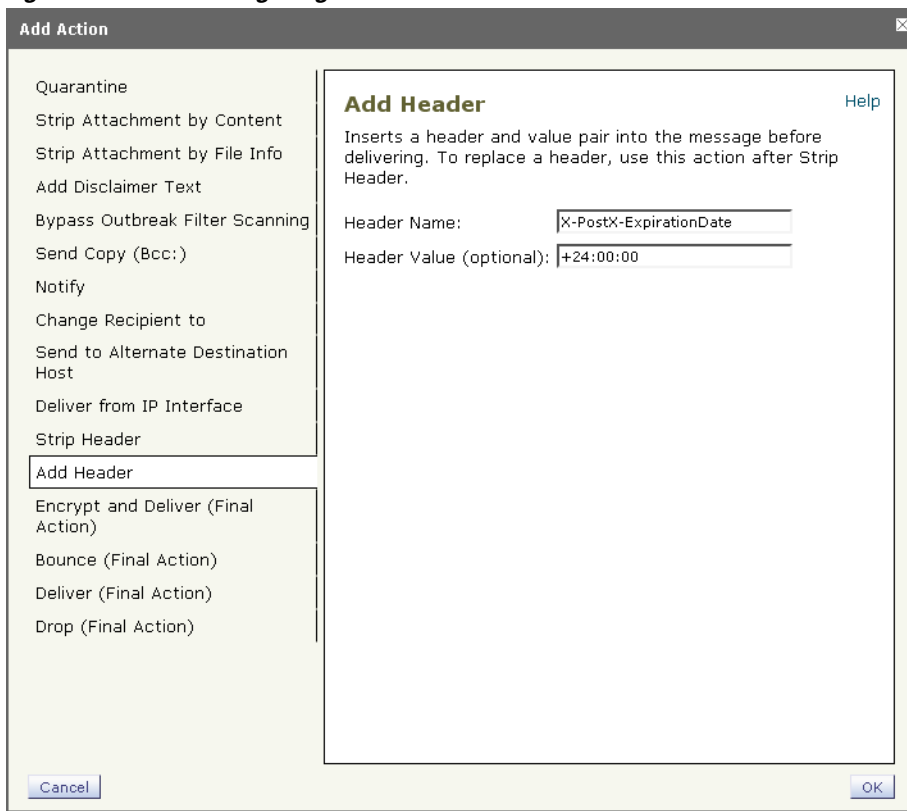 Add Action
Quarantine
Strip Attachment by Content
Strip Attachment by File Info
Add Disclaimer Text
Bypass Outbreak Filter Scanning
Send Copy (Bcc:)
Notify
Change Recipient to
Send to Alternate Destination
Host
Deliver from IP Interface
Strip Header
Add Header
Encrypt and Deliver (Final
Action)
Bounce (Final Action)
Deliver (Final Action)
Drop (Final Action)
Add Header
Help
Inserts a header and value pair into the message before
delivering. To replace a header, use this action after Strip
Header.
Header Name: X-PostX-ExpirationDate
Header Value (optional): +24:00:00
Cancel
OK